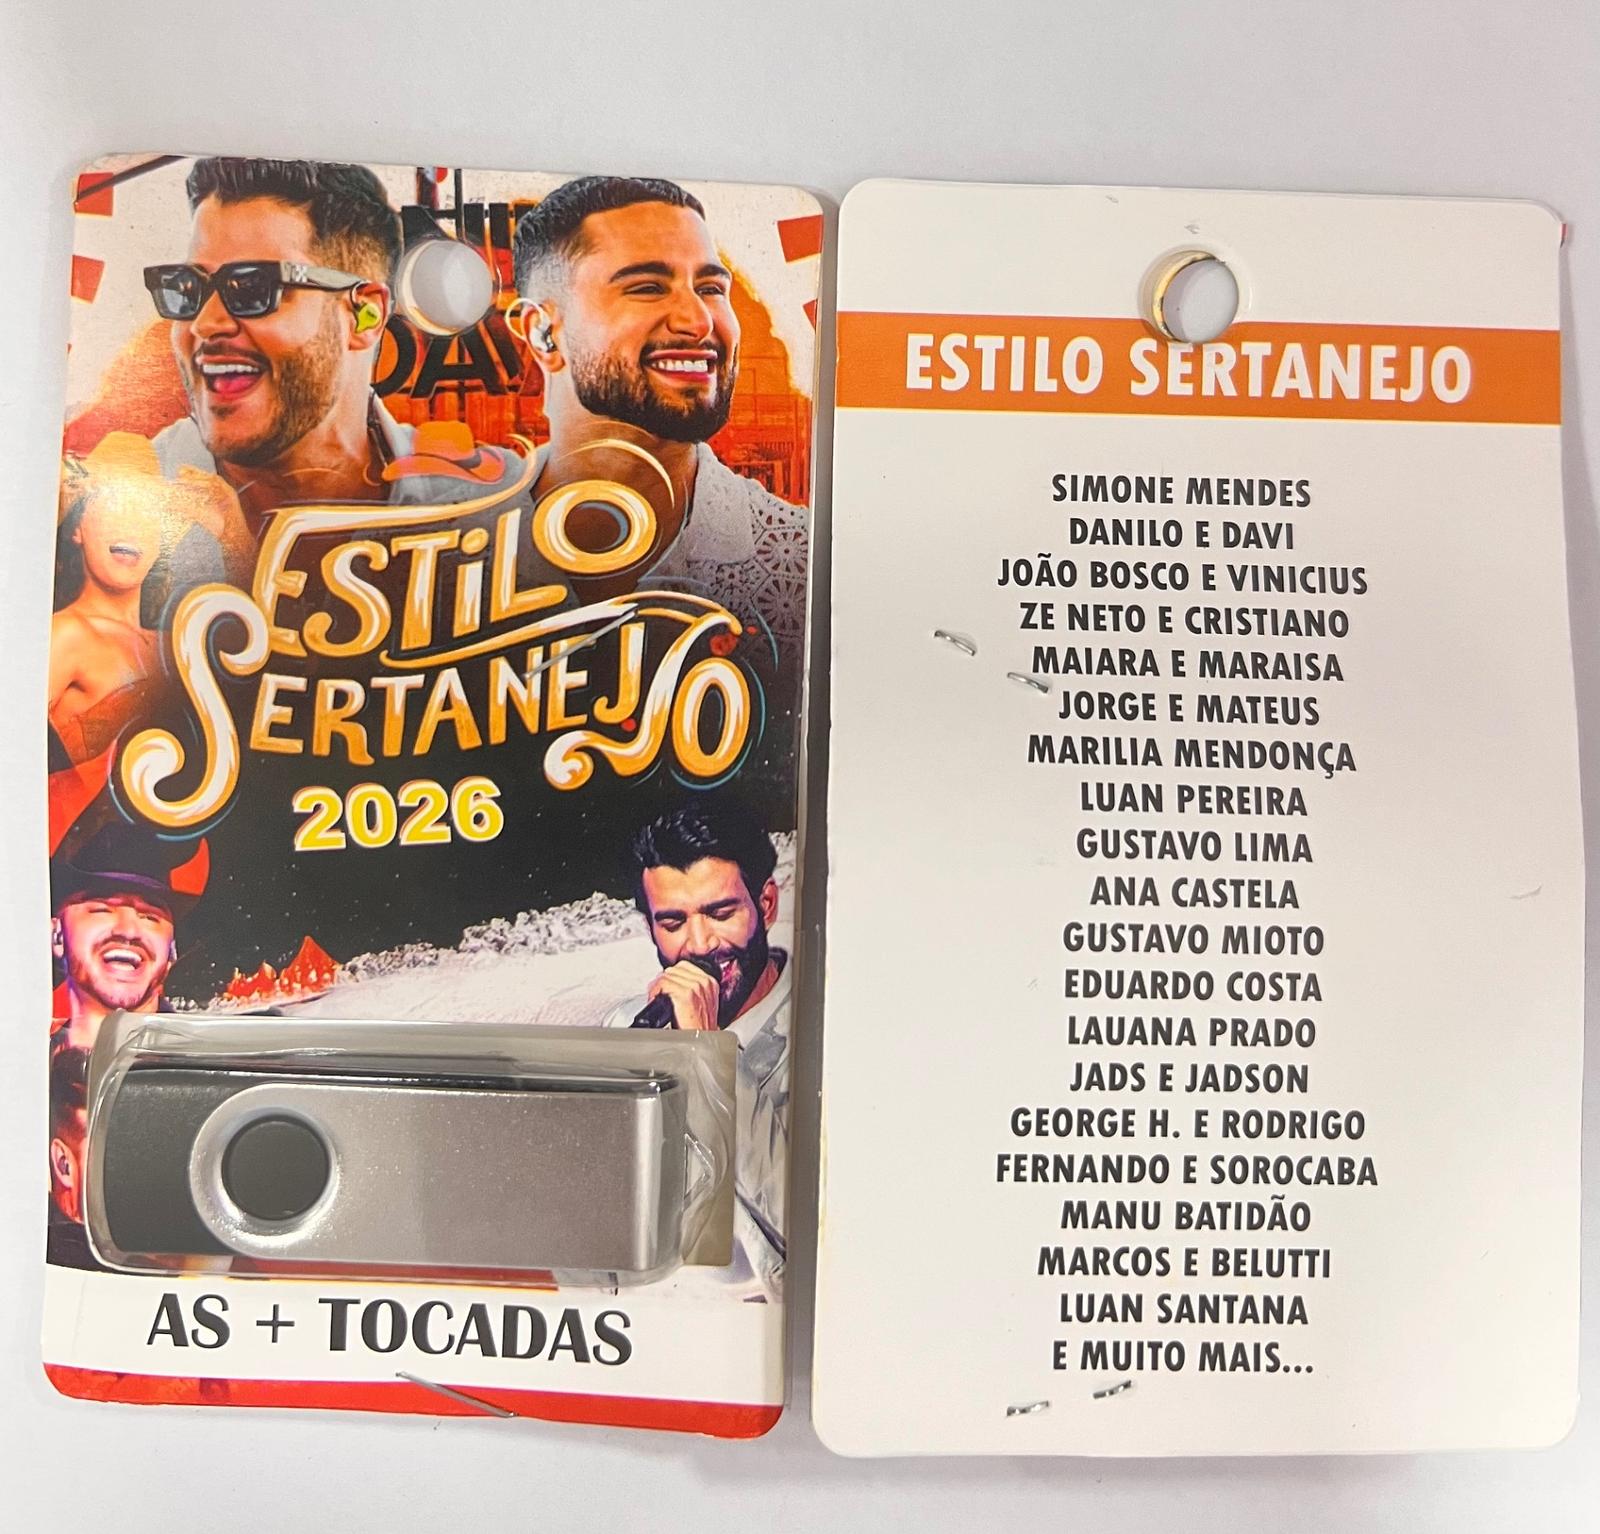 ESTILO
SERTANEJO
2026
AS + TOCADAS
ESTILO SERTANEJO
SIMONE MENDES
DANILO E DAVI
JOÃO BOSCO E VINICIUS
ZE NETO E CRISTIANO
MAIARA E MARAISA
JORGE E MATEUS
MARILIA MENDONÇA
LUAN PEREIRA
GUSTAVO LIMA
ANA CASTELA
GUSTAVO MIOTO
EDUARDO COSTA
LAUANA PRADO
JADS E JADSON
GEORGE H. E RODRIGO
FERNANDO E SOROCABA
MANU BATIDÃO
MARCOS E BELUTTI
LUAN SANTANA
E MUITO MAIS...